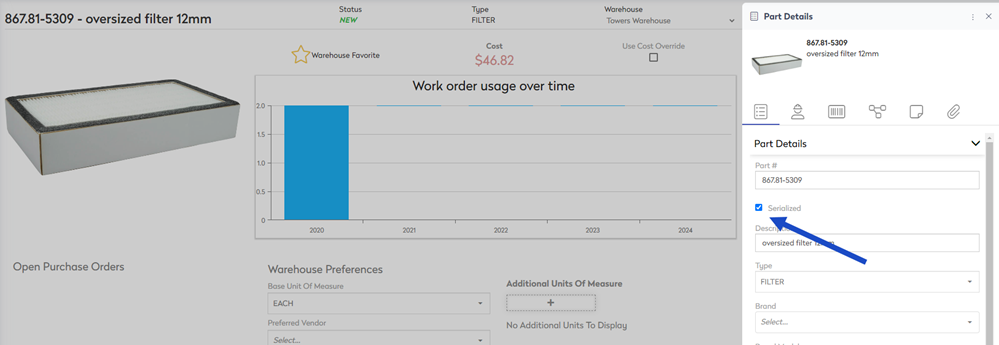 867.81-5309 - oversized filter 12mm
Status
NEW
Type
FILTER
Warehouse
Towers Warehouse
Warehouse Favorite
Cost
$46.82
Use Cost Override
Work order usage over time
2.0
1.5
1.0
0.5
0
2020 2021 2022 2023 2024
Open Purchase Orders
Warehouse Preferences
Base Unit Of Measure
EACH
Preferred Vendor
Select...
Additional Units Of Measure
+
No Additional Units To Display
Part Details
867.81-5309
oversized filter 12mm
Part Details
Part #
867.81-5309
Serialized
oversized filter
Type
FILTER
Brand
Select...